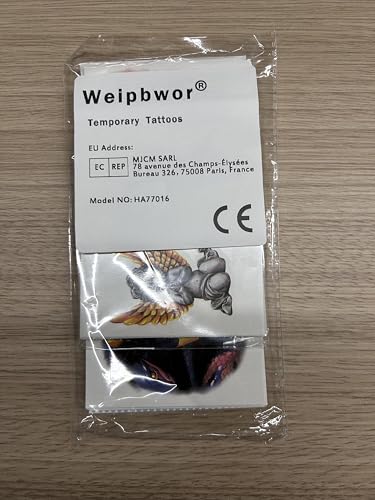 Weipbwor®
Temporary Tattoos
EU Address:
EC REP
MJCM SARL
78 avenue des Champs-Élysées
Bureau 326, 75008 Paris, France
Model NO: HA77016
CE